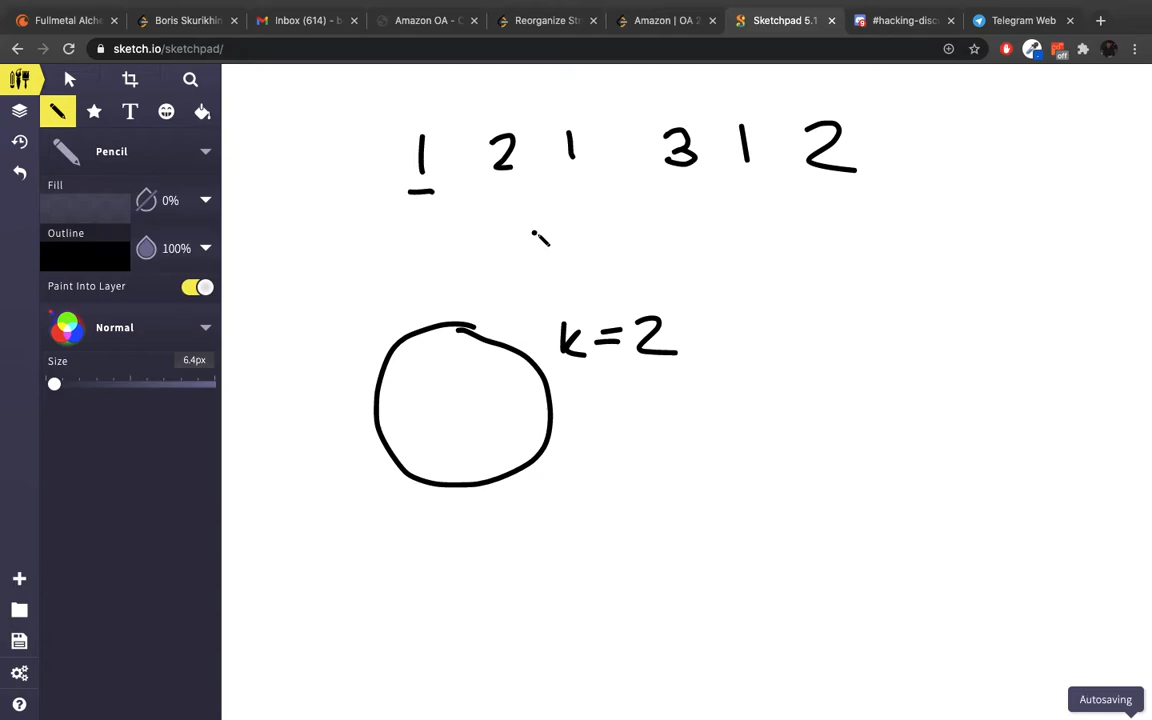 Fullmetal Alche
Boris Skurikhin
Inbox (614) - b
Amazon OA - C
Reorganize Str
Amazon | OA 2
Sketchpad 5.1
#hacking-disc
Telegram Web
sketch.io/sketchpad/
off
T
Pencil
Fill
0%
Outline
100%
Paint Into Layer
Normal
Size
6.4px
1 2 1 3 1 2
k=2
Autosaving